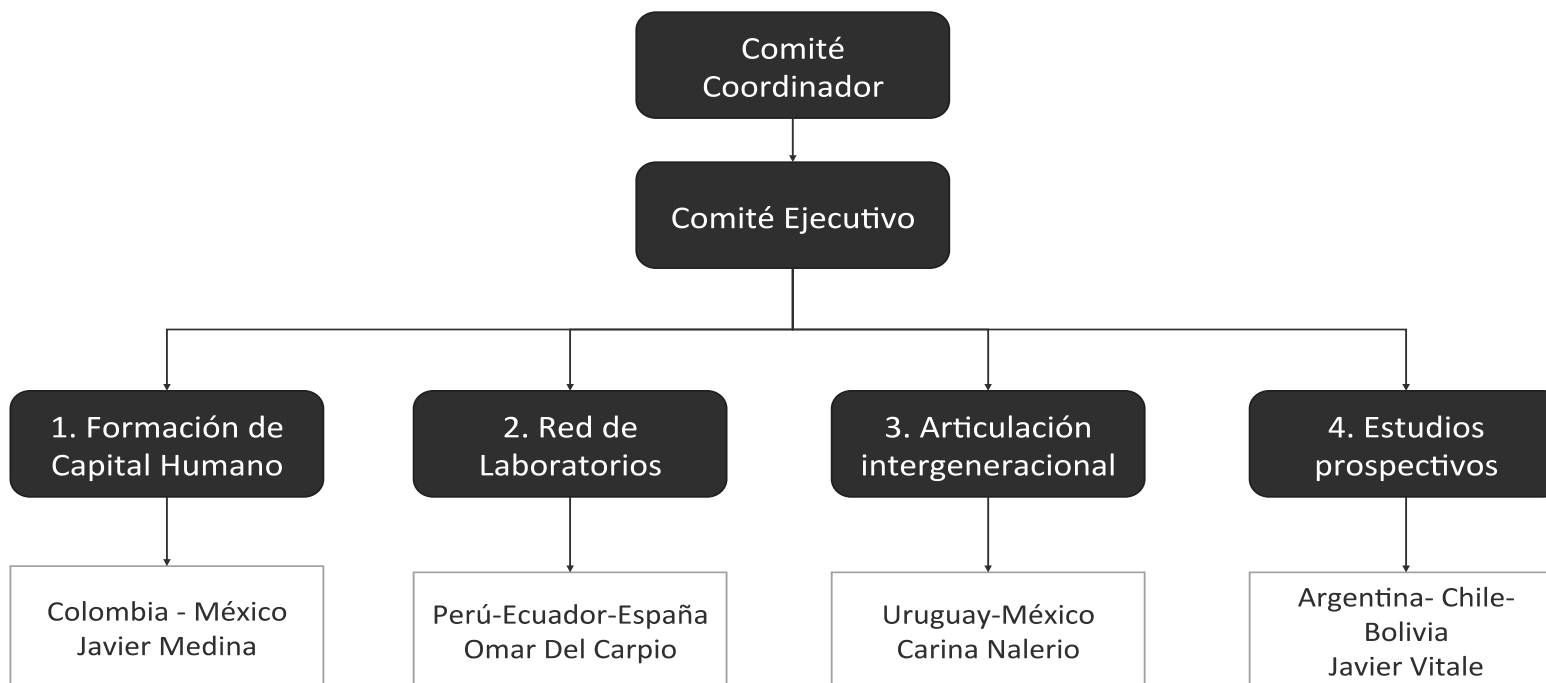 Comité
Coordinador
Comité Ejecutivo
1. Formación de
Capital Humano
2. Red de
Laboratorios
3. Articulación
intergeneracional
4. Estudios
prospectivos
Colombia - México
Javier Medina
Perú-Ecuador-España
Omar Del Carpio
Uruguay-México
Carina Nalerio
Argentina- Chile-
Bolivia
Javier Vitale